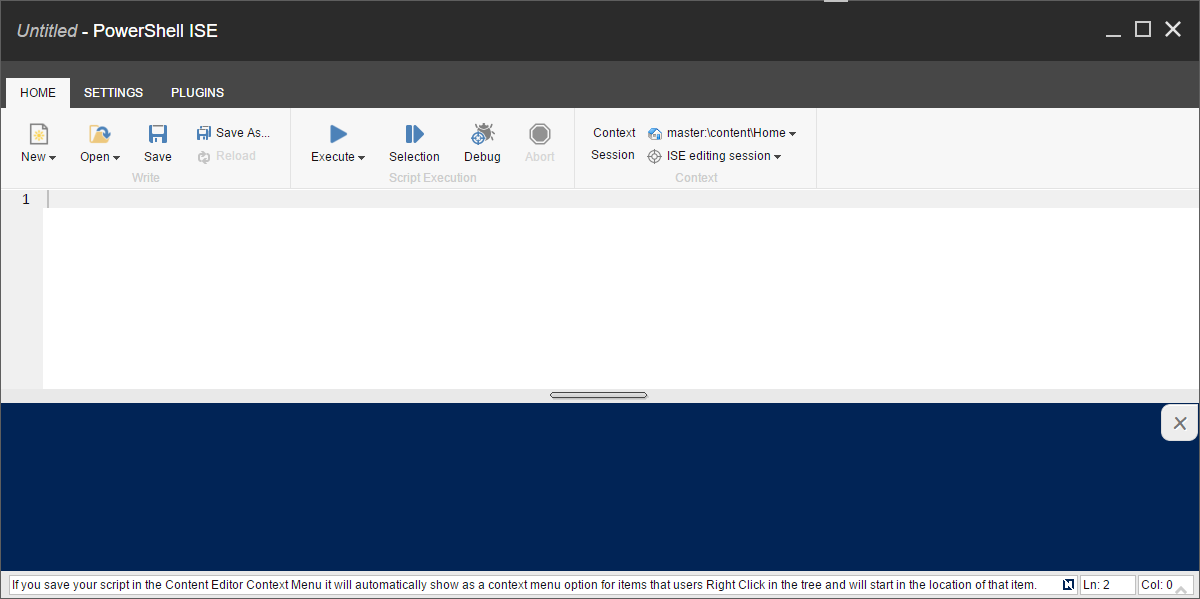 Untitled - PowerShell ISE
HOME SETTINGS PLUGINS
New Open Save Save As... Reload
Write
Execute Selection Debug Abort
Script Execution
Context master:\content\Home
Session ISE editing session
Context
1
If you save your script in the Content Editor Context Menu it will automatically show as a context menu option for items that users Right Click in the tree and will start in the location of that item.
Ln: 2
Col: 0